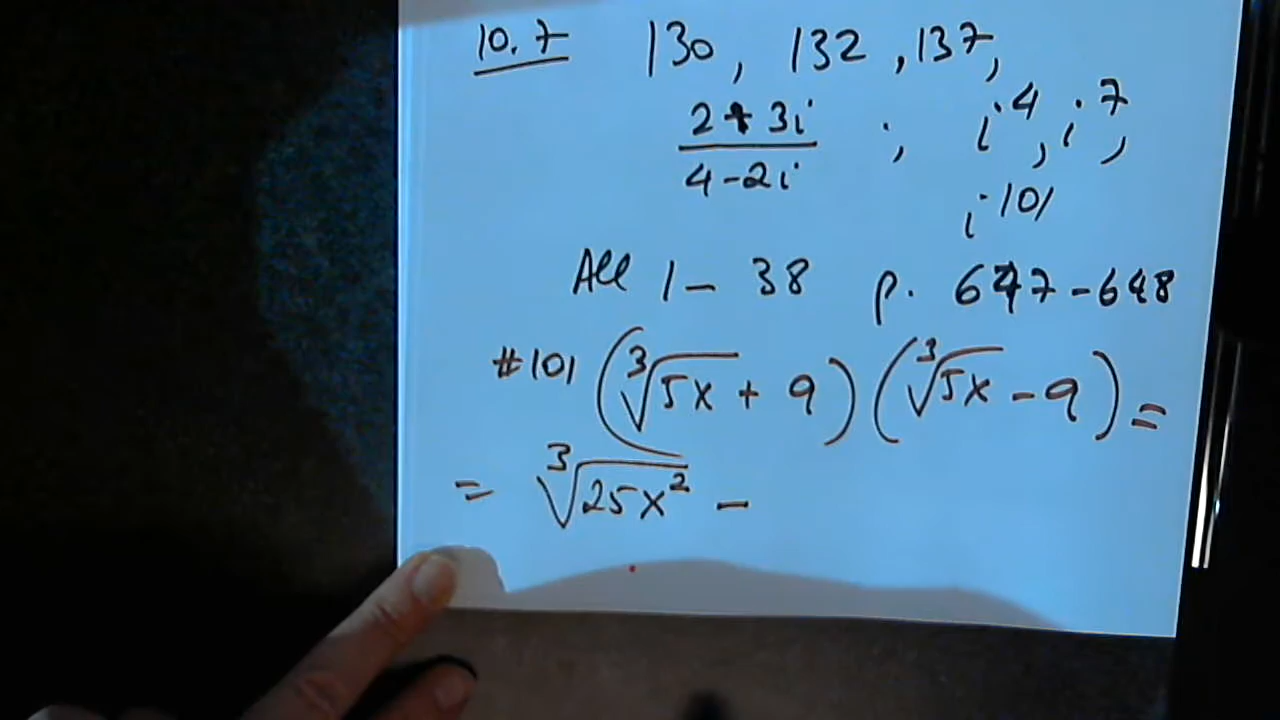 10.7 130, 132, 137,
2+3i / 4-2i ; i^4, i^7,
i^101
All 1 - 38 p. 647-648
#101 (∛5x + 9)(∛5x - 9) =
= ∛25x² -